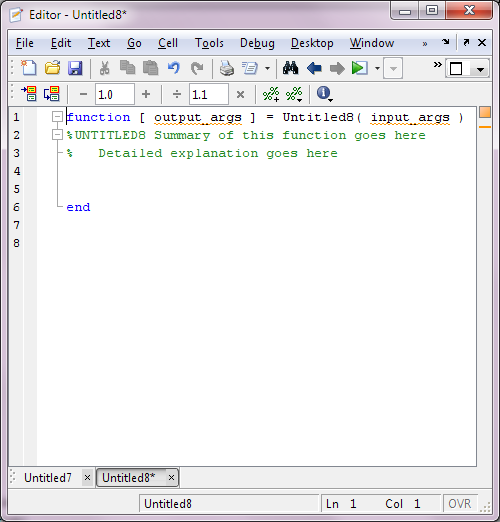 Editor - Untitled8*
File Edit Text Go Cell Tools Debug Desktop Window »
»
− 1.0 + ÷ 1.1 ×
1 function [ output_args ] = Untitled8( input_args )
2 %UNTITLED8 Summary of this function goes here
3 %   Detailed explanation goes here
4
5
6 end
7
8
Untitled7 × Untitled8* ×
Untitled8 Ln 1 Col 1 OVR